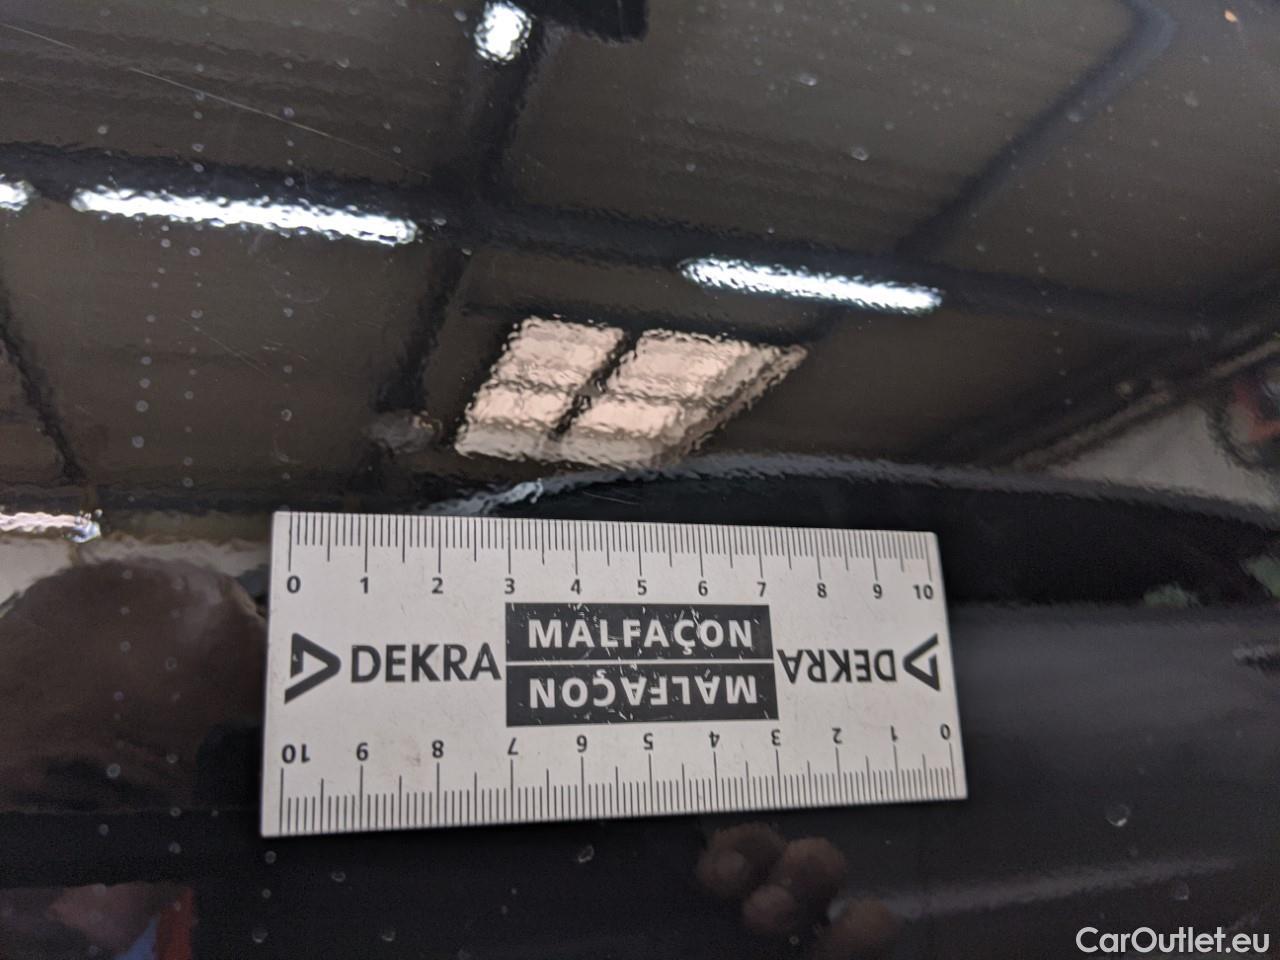 0 1 2 3 4 5 6 7 8 9 10
DEKRA MALFAÇON DEKRA
MALFAÇON
10 9 8 7 6 5 4 3 2 1 0
CarOutlet.eu